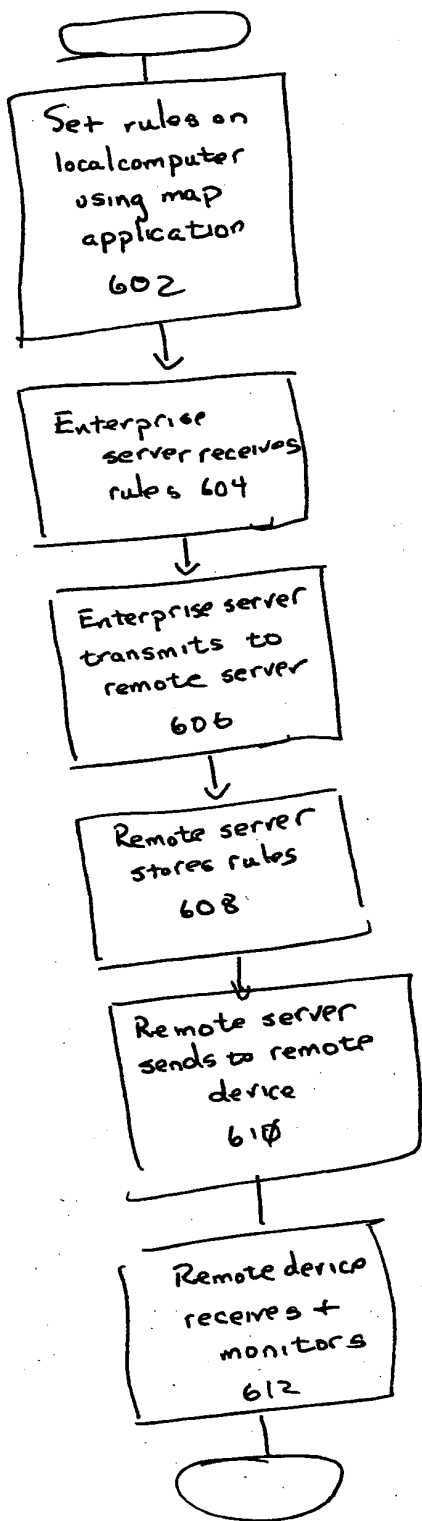 Set rules on
localcomputer
using map
application
602
Enterprise
server receives
rules 604
Enterprise server
transmits to
remote server
606
Remote server
stores rules
608
Remote server
sends to remote
device
610
Remote device
receives +
monitors
612